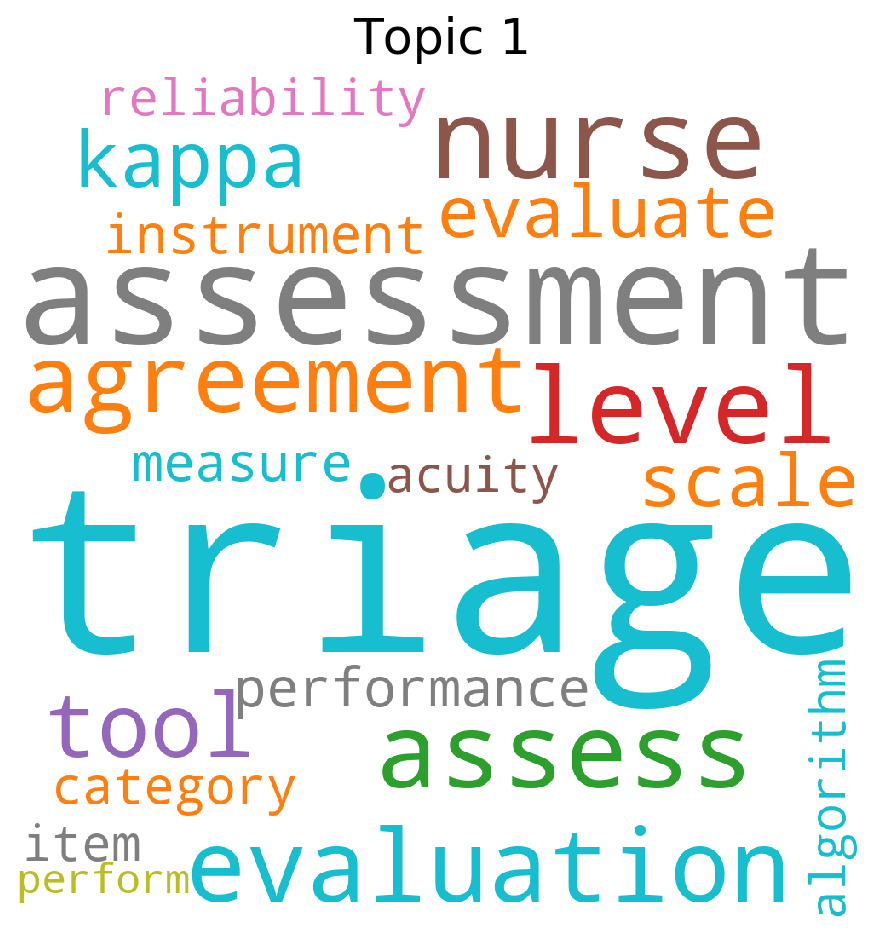 Topic 1
reliability
nurse
kappa
evaluate
instrument
assessment
agreement
level
measure
acuity
scale
triage
performance
tool
assess
category
algorithm
item
perform
evaluation